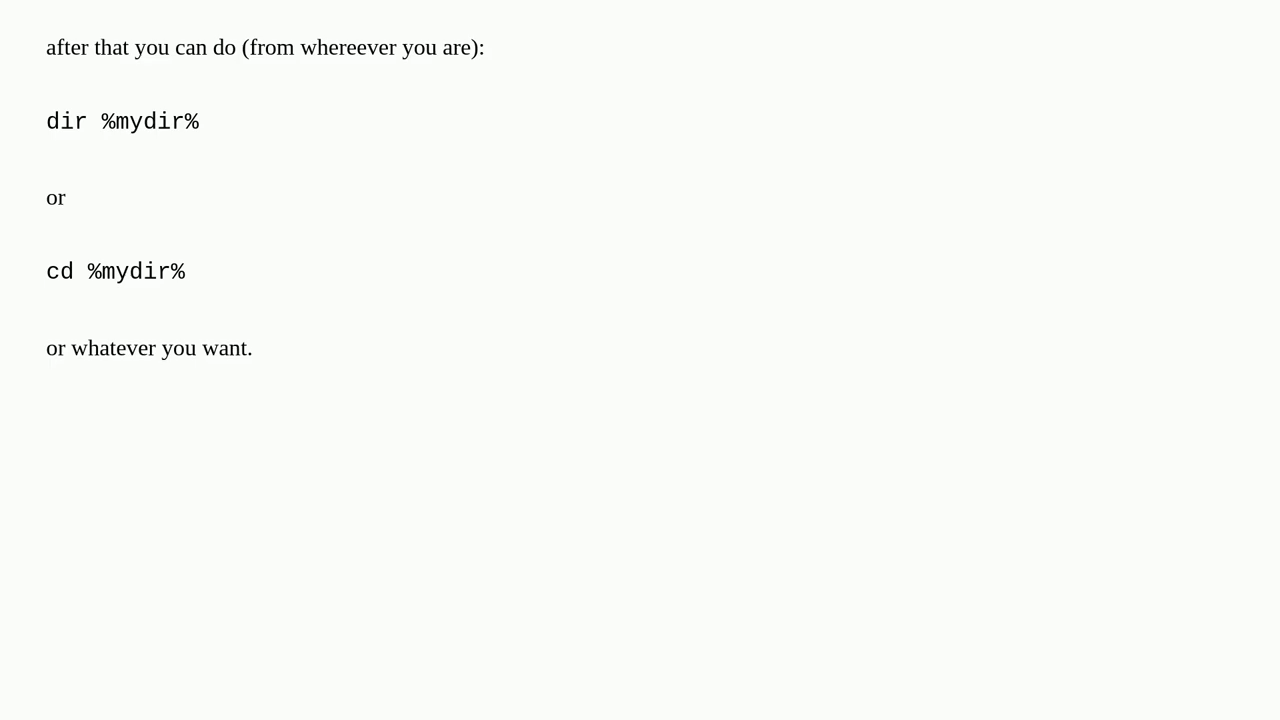 after that you can do (from whereever you are):
dir %mydir%
or
cd %mydir%
or whatever you want.